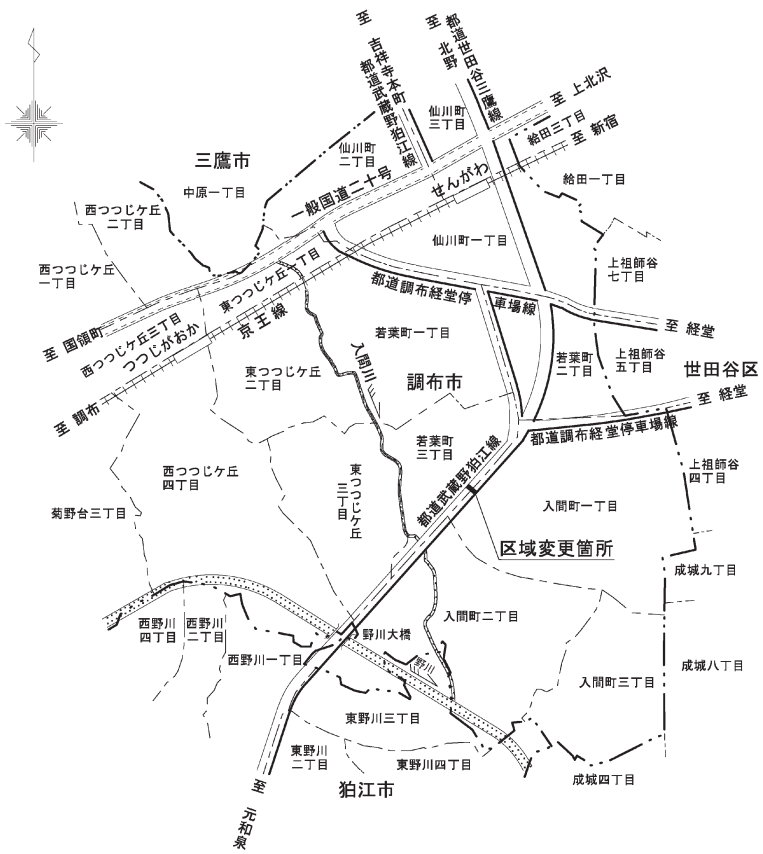 至 吉祥寺本町
都道武蔵野狛江線
至 北野
都道世田谷三鷹線
至 上北沢
仙川町
三丁目
給田三丁目
至 新宿
三鷹市
仙川町
二丁目
中原一丁目
一般国道二十号
せんがわ
給田一丁目
西つつじケ丘
二丁目
仙川町一丁目
西つつじケ丘
一丁目
東つつじケ丘一丁目
上祖師谷
七丁目
都道調布経堂停
車場線
至 国領町
西つつじケ丘三丁目
つつじがおか
京王線
若葉町一丁目
至 経堂
入間川
東つつじケ丘
二丁目
調布市
若葉町
二丁目
上祖師谷
五丁目
世田谷区
至 経堂
至 調布
若葉町
三丁目
都道調布経堂停車場線
西つつじケ丘
四丁目
東つつじケ丘
三丁目
都道武蔵野狛江線
上祖師谷
四丁目
菊野台三丁目
入間町一丁目
区域変更箇所
成城九丁目
西野川
四丁目
西野川
二丁目
野川大橋
入間町二丁目
西野川一丁目
野川
成城八丁目
入間町三丁目
東野川三丁目
東野川
二丁目
東野川四丁目
成城四丁目
狛江市
至 元和泉